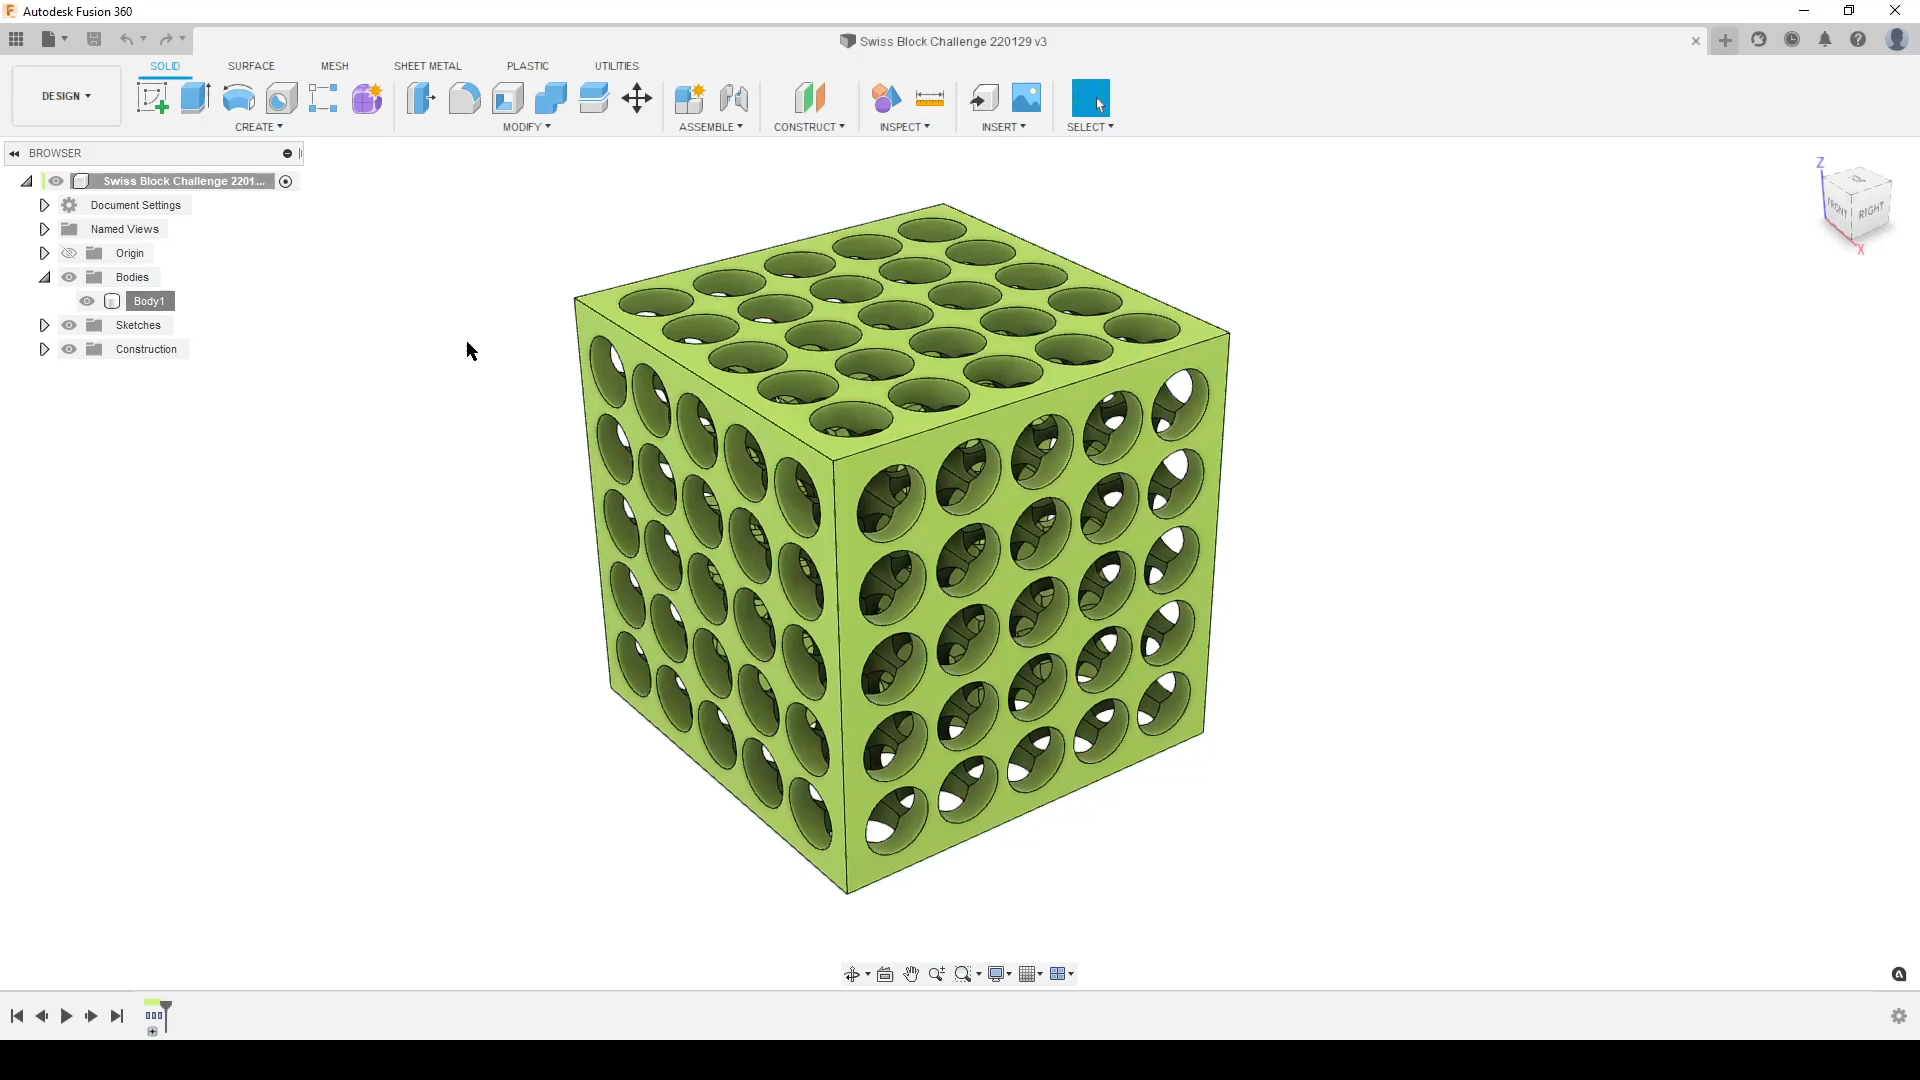 Autodesk Fusion 360
Swiss Block Challenge 220129 v3
SOLID SURFACE MESH SHEET METAL PLASTIC UTILITIES
DESIGN
CREATE MODIFY ASSEMBLE CONSTRUCT INSPECT INSERT SELECT
BROWSER
Swiss Block Challenge 2201...
Document Settings
Named Views
Origin
Bodies
Body1
Sketches
Construction
Z
FRONT RIGHT
X